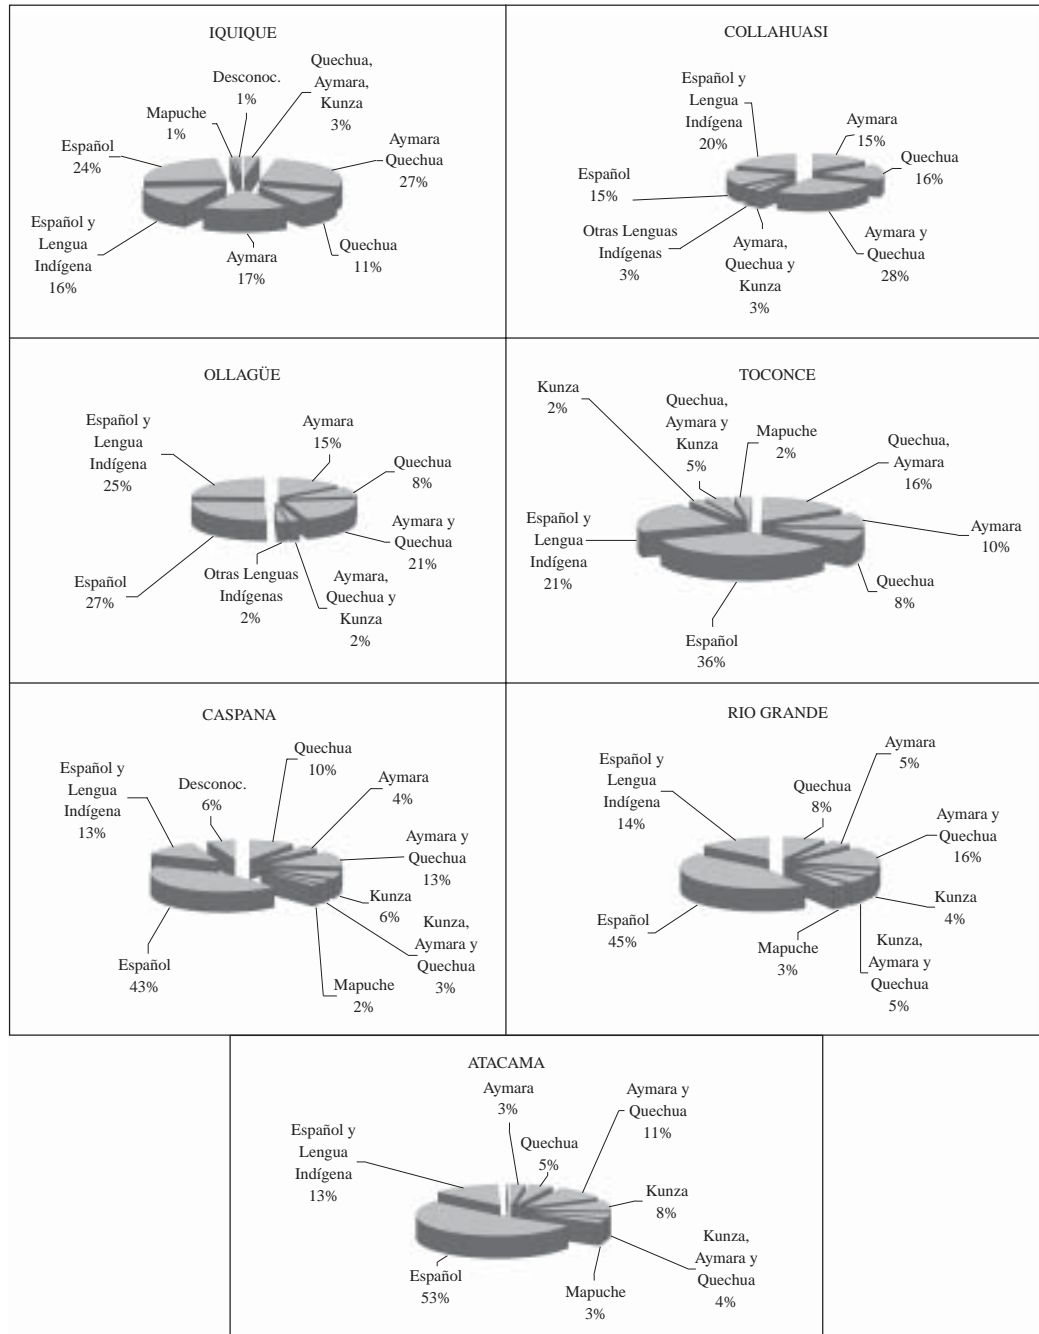 IQUIQUE
Desconoc.
1%
Quechua,
Aymara,
Kunza
3%
Mapuche
1%
Español
24%
Aymara
Quechua
27%
Español y
Lengua
Indígena
16%
Aymara
17%
Quechua
11%
COLLAHUASI
Español y
Lengua
Indígena
20%
Aymara
15%
Quechua
16%
Español
15%
Otras Lenguas
Indígenas
3%
Aymara,
Quechua y
Kunza
3%
Aymara y
Quechua
28%
OLLAGÜE
Español y
Lengua
Indígena
25%
Aymara
15%
Quechua
8%
Aymara y
Quechua
21%
Español
27%
Otras Lenguas
Indígenas
2%
Aymara,
Quechua y
Kunza
2%
TOCONCE
Kunza
2%
Quechua,
Aymara y
Kunza
5%
Mapuche
2%
Quechua,
Aymara
16%
Español y
Lengua
Indígena
21%
Aymara
10%
Quechua
8%
Español
36%
CASPANA
Español y
Lengua
Indígena
13%
Desconoc.
6%
Quechua
10%
Aymara
4%
Aymara y
Quechua
13%
Kunza
6%
Kunza,
Aymara y
Quechua
3%
Español
43%
Mapuche
2%
RIO GRANDE
Español y
Lengua
Indígena
14%
Quechua
8%
Aymara
5%
Aymara y
Quechua
16%
Kunza
4%
Español
45%
Mapuche
3%
Kunza,
Aymara y
Quechua
5%
ATACAMA
Aymara
3%
Aymara y
Quechua
11%
Español y
Lengua
Indígena
13%
Quechua
5%
Kunza
8%
Español
53%
Mapuche
3%
Kunza,
Aymara y
Quechua
4%